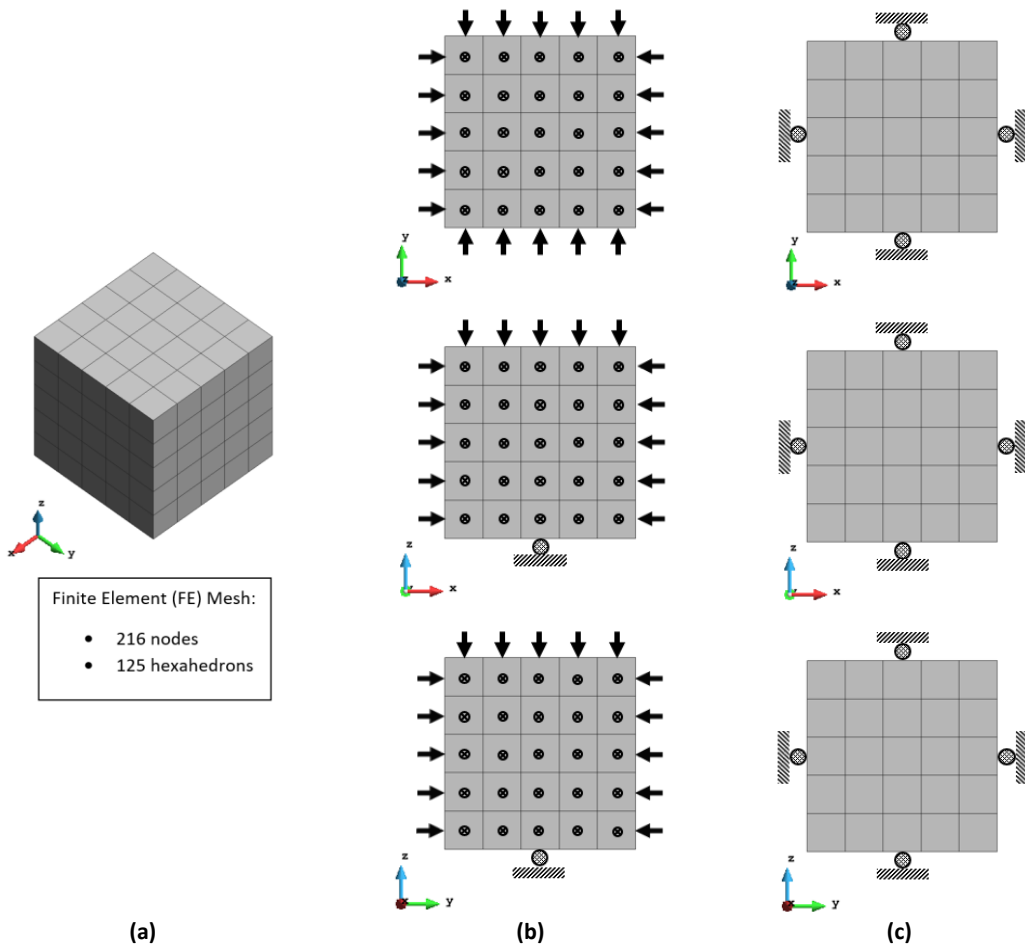 z
x
y
Finite Element (FE) Mesh:
• 216 nodes
• 125 hexahedrons
(a)
y
x
z
x
z
y
(b)
y
x
z
x
z
y
(c)